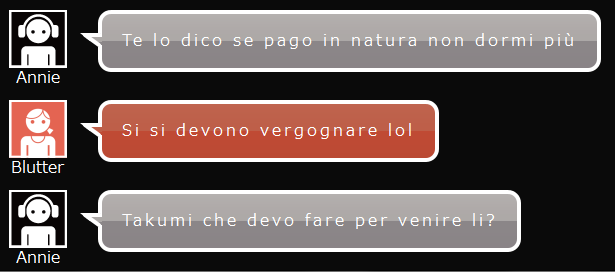 Te lo dico se pago in natura non dormi più
Annie
Si si devono vergognare lol
Blutter
Takumi che devo fare per venire li?
Annie